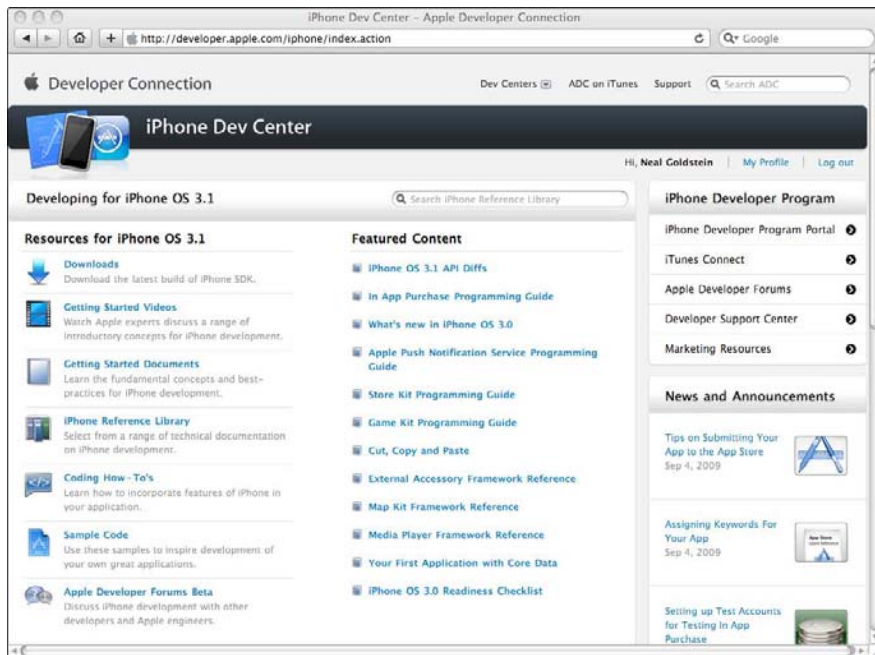 iPhone Dev Center – Apple Developer Connection
http://developer.apple.com/iphone/index.action
Google
Developer Connection
Dev Centers
ADC on iTunes
Support
Search ADC
iPhone Dev Center
Hi, Neal Goldstein | My Profile | Log out
Developing for iPhone OS 3.1
Search iPhone Reference Library
Resources for iPhone OS 3.1
Downloads
Download the latest build of iPhone SDK.
Getting Started Videos
Watch Apple experts discuss a range of
introductory concepts for iPhone development.
Getting Started Documents
Learn the fundamental concepts and best-
practices for iPhone development.
iPhone Reference Library
Select from a range of technical documentation
on iPhone development.
Coding How-To's
Learn how to incorporate features of iPhone in
your application.
Sample Code
Use these samples to inspire development of
your own great applications.
Apple Developer Forums Beta
Discuss iPhone development with other
developers and Apple engineers.
Featured Content
iPhone OS 3.1 API Diffs
In App Purchase Programming Guide
What's new in iPhone OS 3.0
Apple Push Notification Service Programming
Guide
Store Kit Programming Guide
Game Kit Programming Guide
Cut, Copy and Paste
External Accessory Framework Reference
Map Kit Framework Reference
Media Player Framework Reference
Your First Application with Core Data
iPhone OS 3.0 Readiness Checklist
iPhone Developer Program
iPhone Developer Program Portal
iTunes Connect
Apple Developer Forums
Developer Support Center
Marketing Resources
News and Announcements
Tips on Submitting Your
App to the App Store
Sep 4, 2009
Assigning Keywords For
Your App
Sep 4, 2009
App Store
Setting up Test Accounts
for Testing In App
Purchase